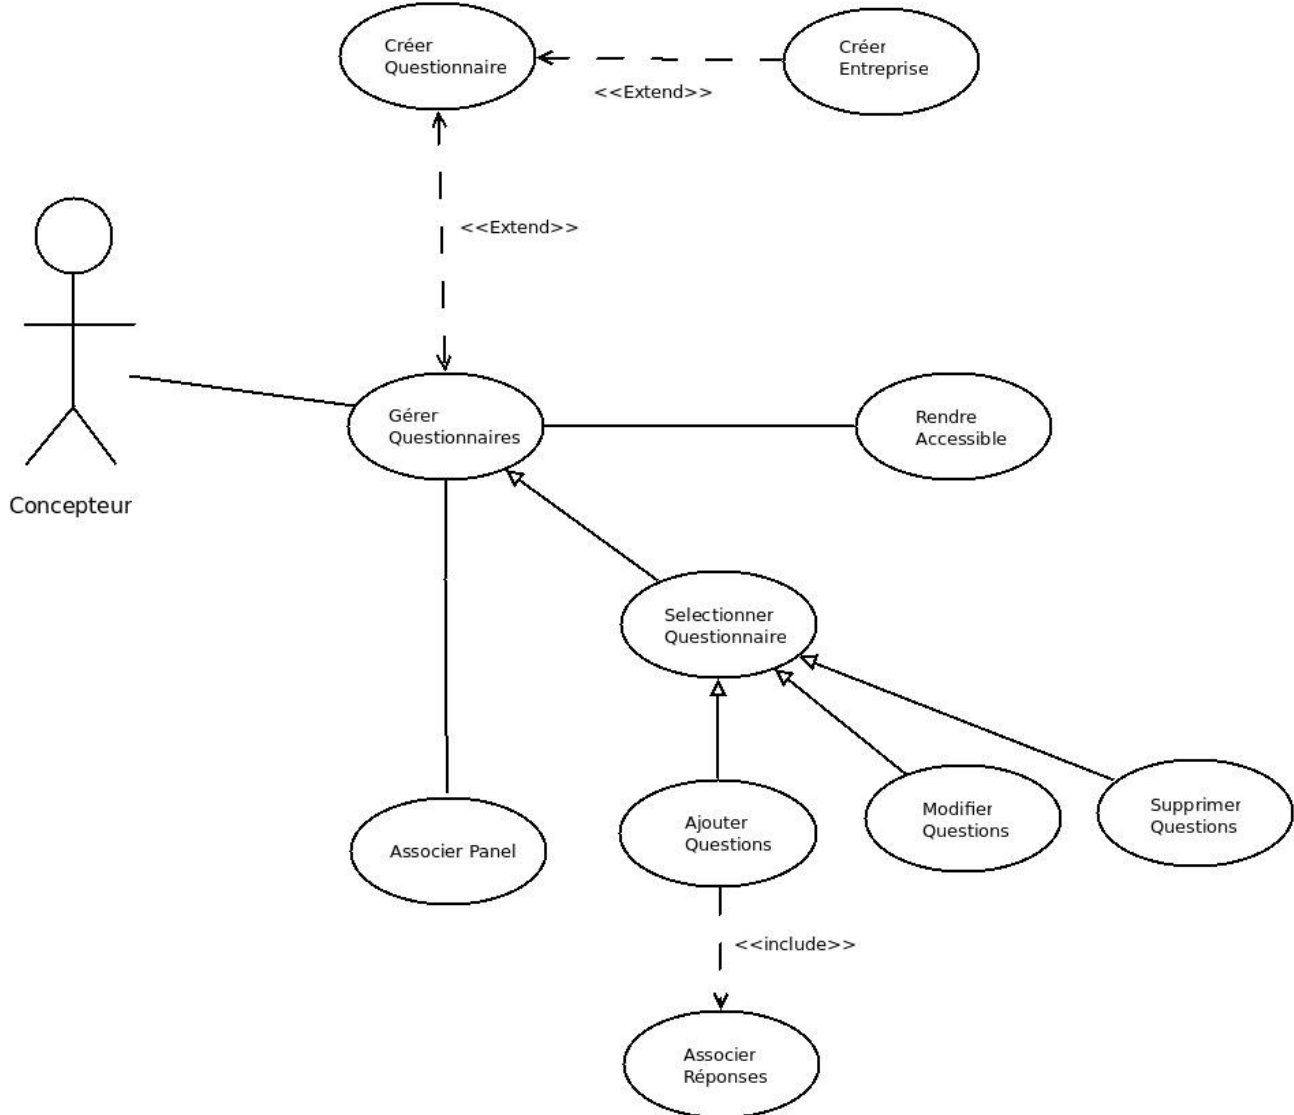 Créer
Questionnaire
Créer
Entreprise
<<Extend>>
<<Extend>>
Gérer
Questionnaires
Rendre
Accessible
Concepteur
Selectionner
Questionnaire
Associer Panel
Ajouter
Questions
Modifier
Questions
Supprimer
Questions
<<include>>
Associer
Réponses